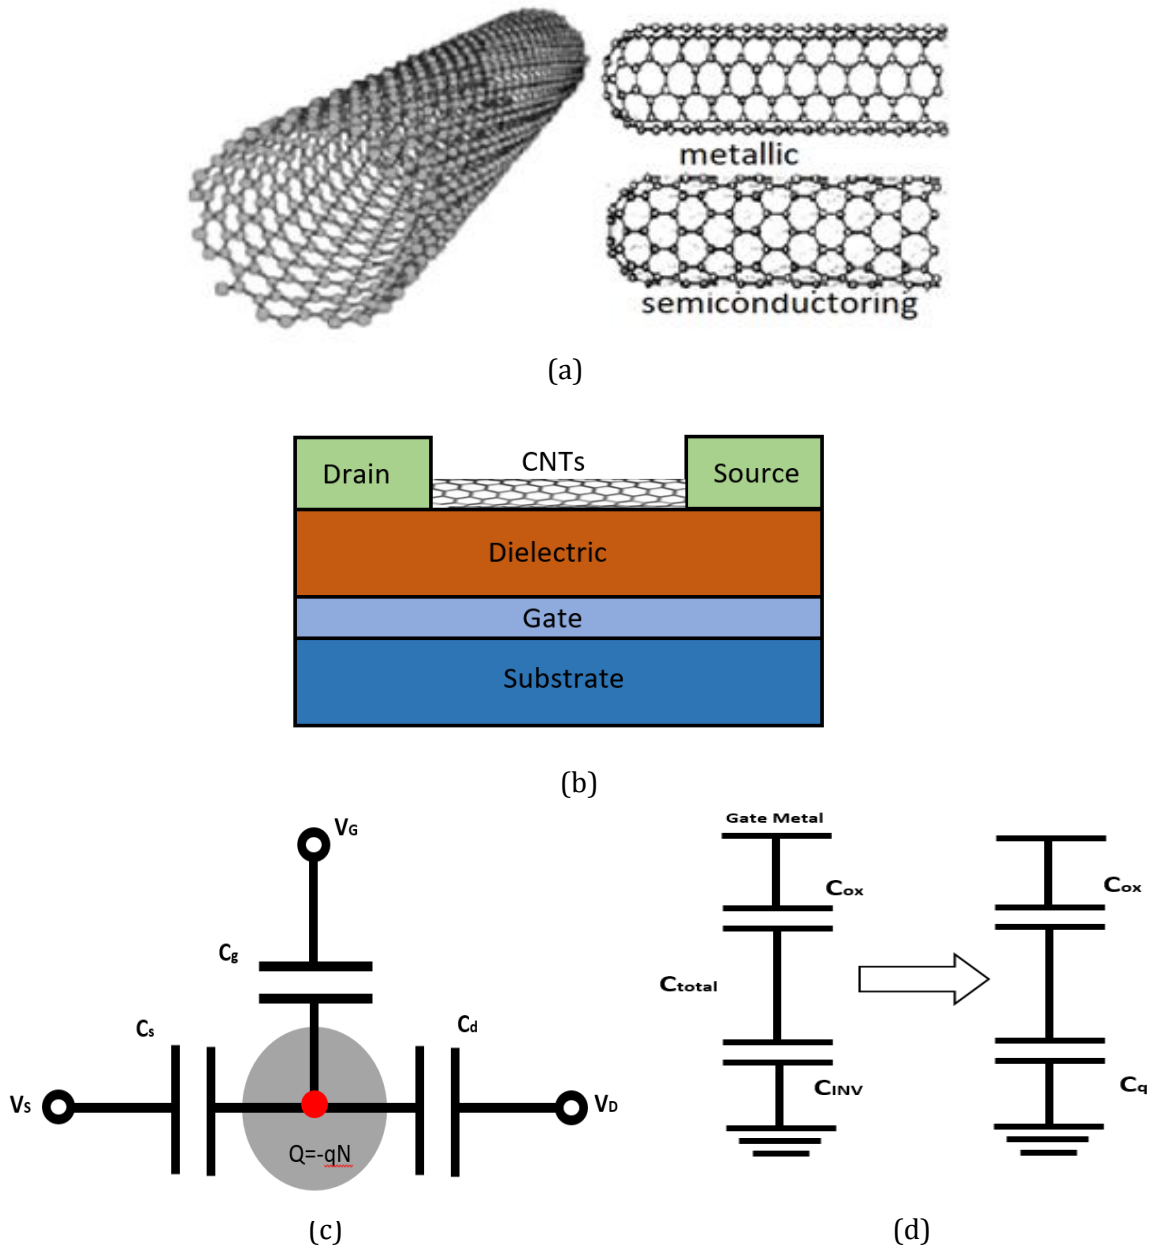 metallic
semiconductoring
(a)
Drain
CNTs
Source
Dielectric
Gate
Substrate
(b)
VG
Cg
Cs
Cd
VS
VD
Q=-qN
(c)
Gate Metal
Cox
Cox
Ctotal
CINV
Cq
(d)